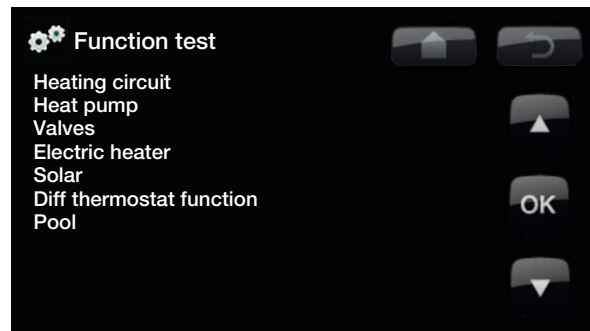 Function test
Heating circuit
Heat pump
Valves
Electric heater
Solar
Diff thermostat function
OK
Pool